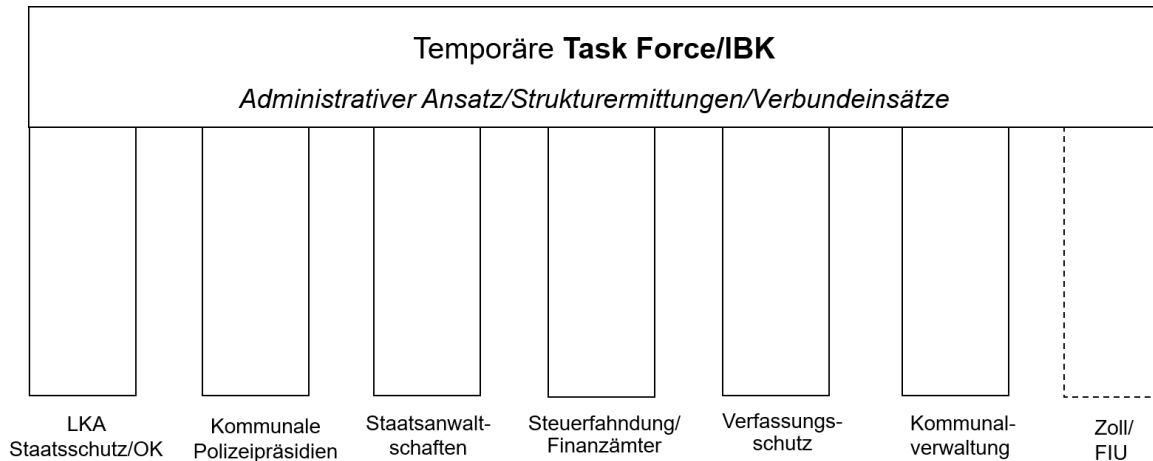 Temporäre Task Force/IBK
Administrativer Ansatz/Strukturermittungen/Verbundeinsätze
LKA
Staatsschutz/OK
Kommunale
Polizeipräsidien
Staatsanwalt-
schaften
Steuerfahndung/
Finanzämter
Verfassungs-
schutz
Kommunal-
verwaltung
Zoll/
FIU